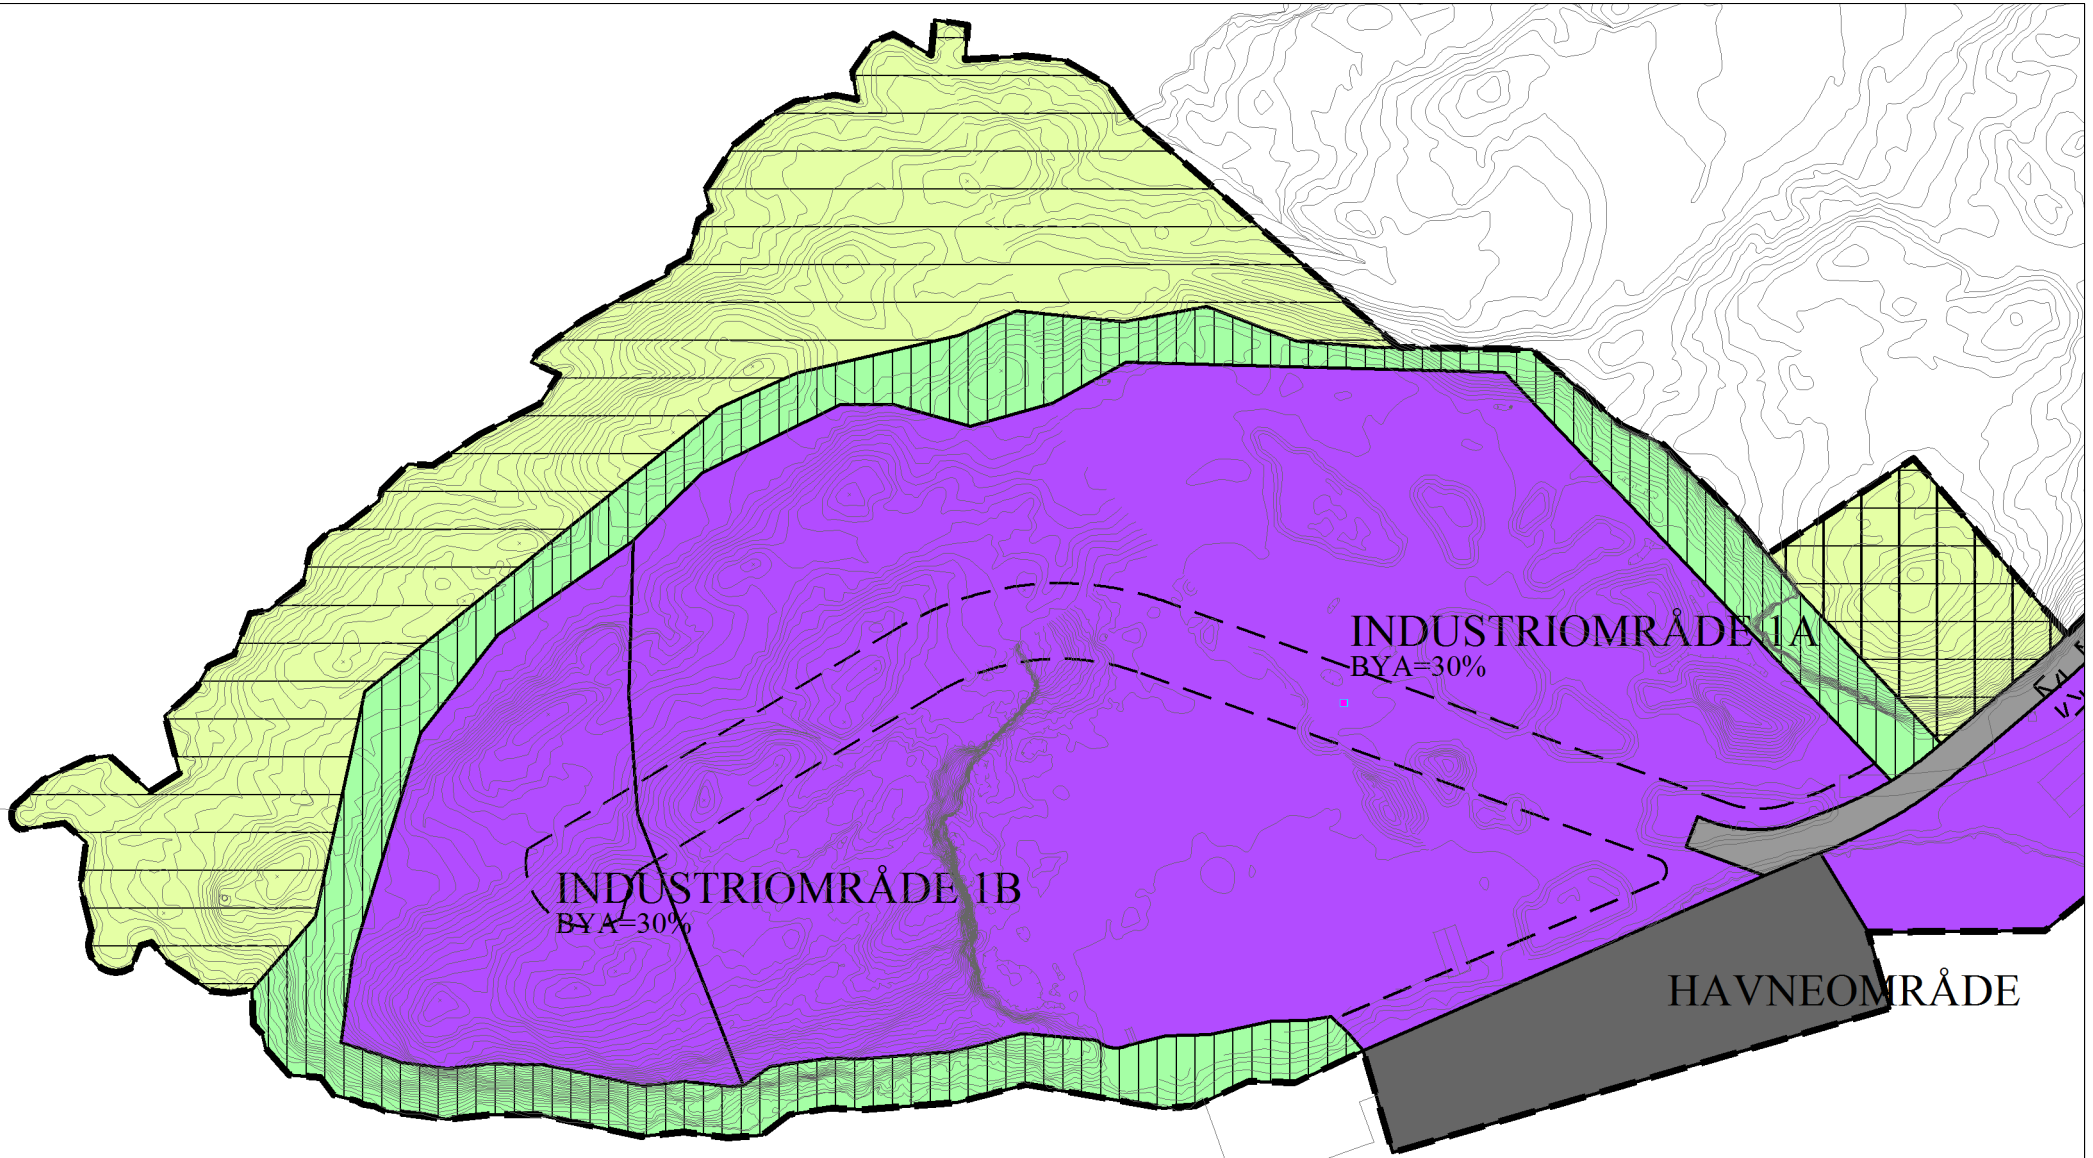 INDUSTRIOMRÅDE 1A
BYA=30%
INDUSTRIOMRÅDE 1B
BYA=30%
HAVNEOMRÅDE